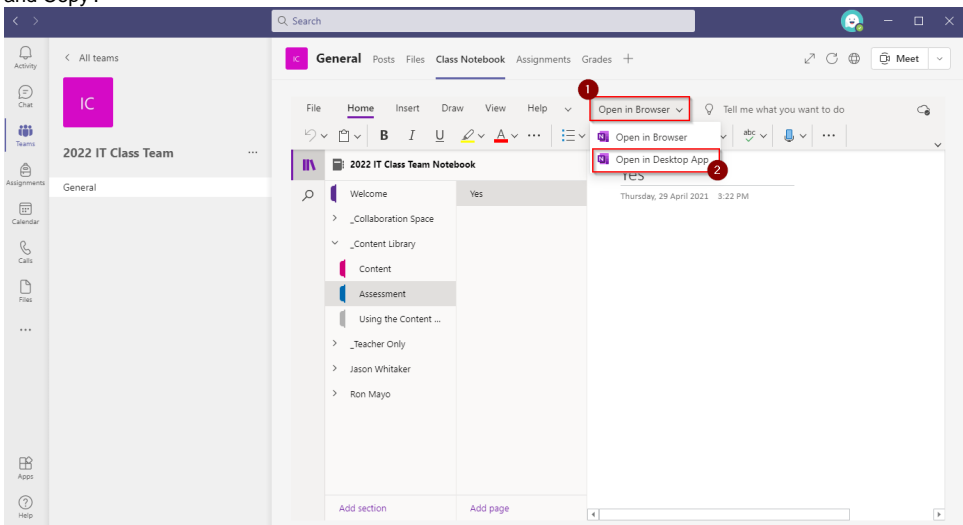 and Copy?
Search
Activity
Chat
Teams
Assignments
Calendar
Calls
Files
Apps
Help
All teams
IC
2022 IT Class Team
General
IC General Posts Files Class Notebook Assignments Grades
Meet
1
File Home Insert Draw View Help Open in Browser Tell me what you want to do
B I U A abc
Open in Browser
Open in Desktop App
2
2022 IT Class Team Notebook
Welcome
_Collaboration Space
_Content Library
Content
Assessment
Using the Content ...
_Teacher Only
Jason Whitaker
Ron Mayo
Add section
Yes
Add page
Yes
Thursday, 29 April 2021 3:22 PM